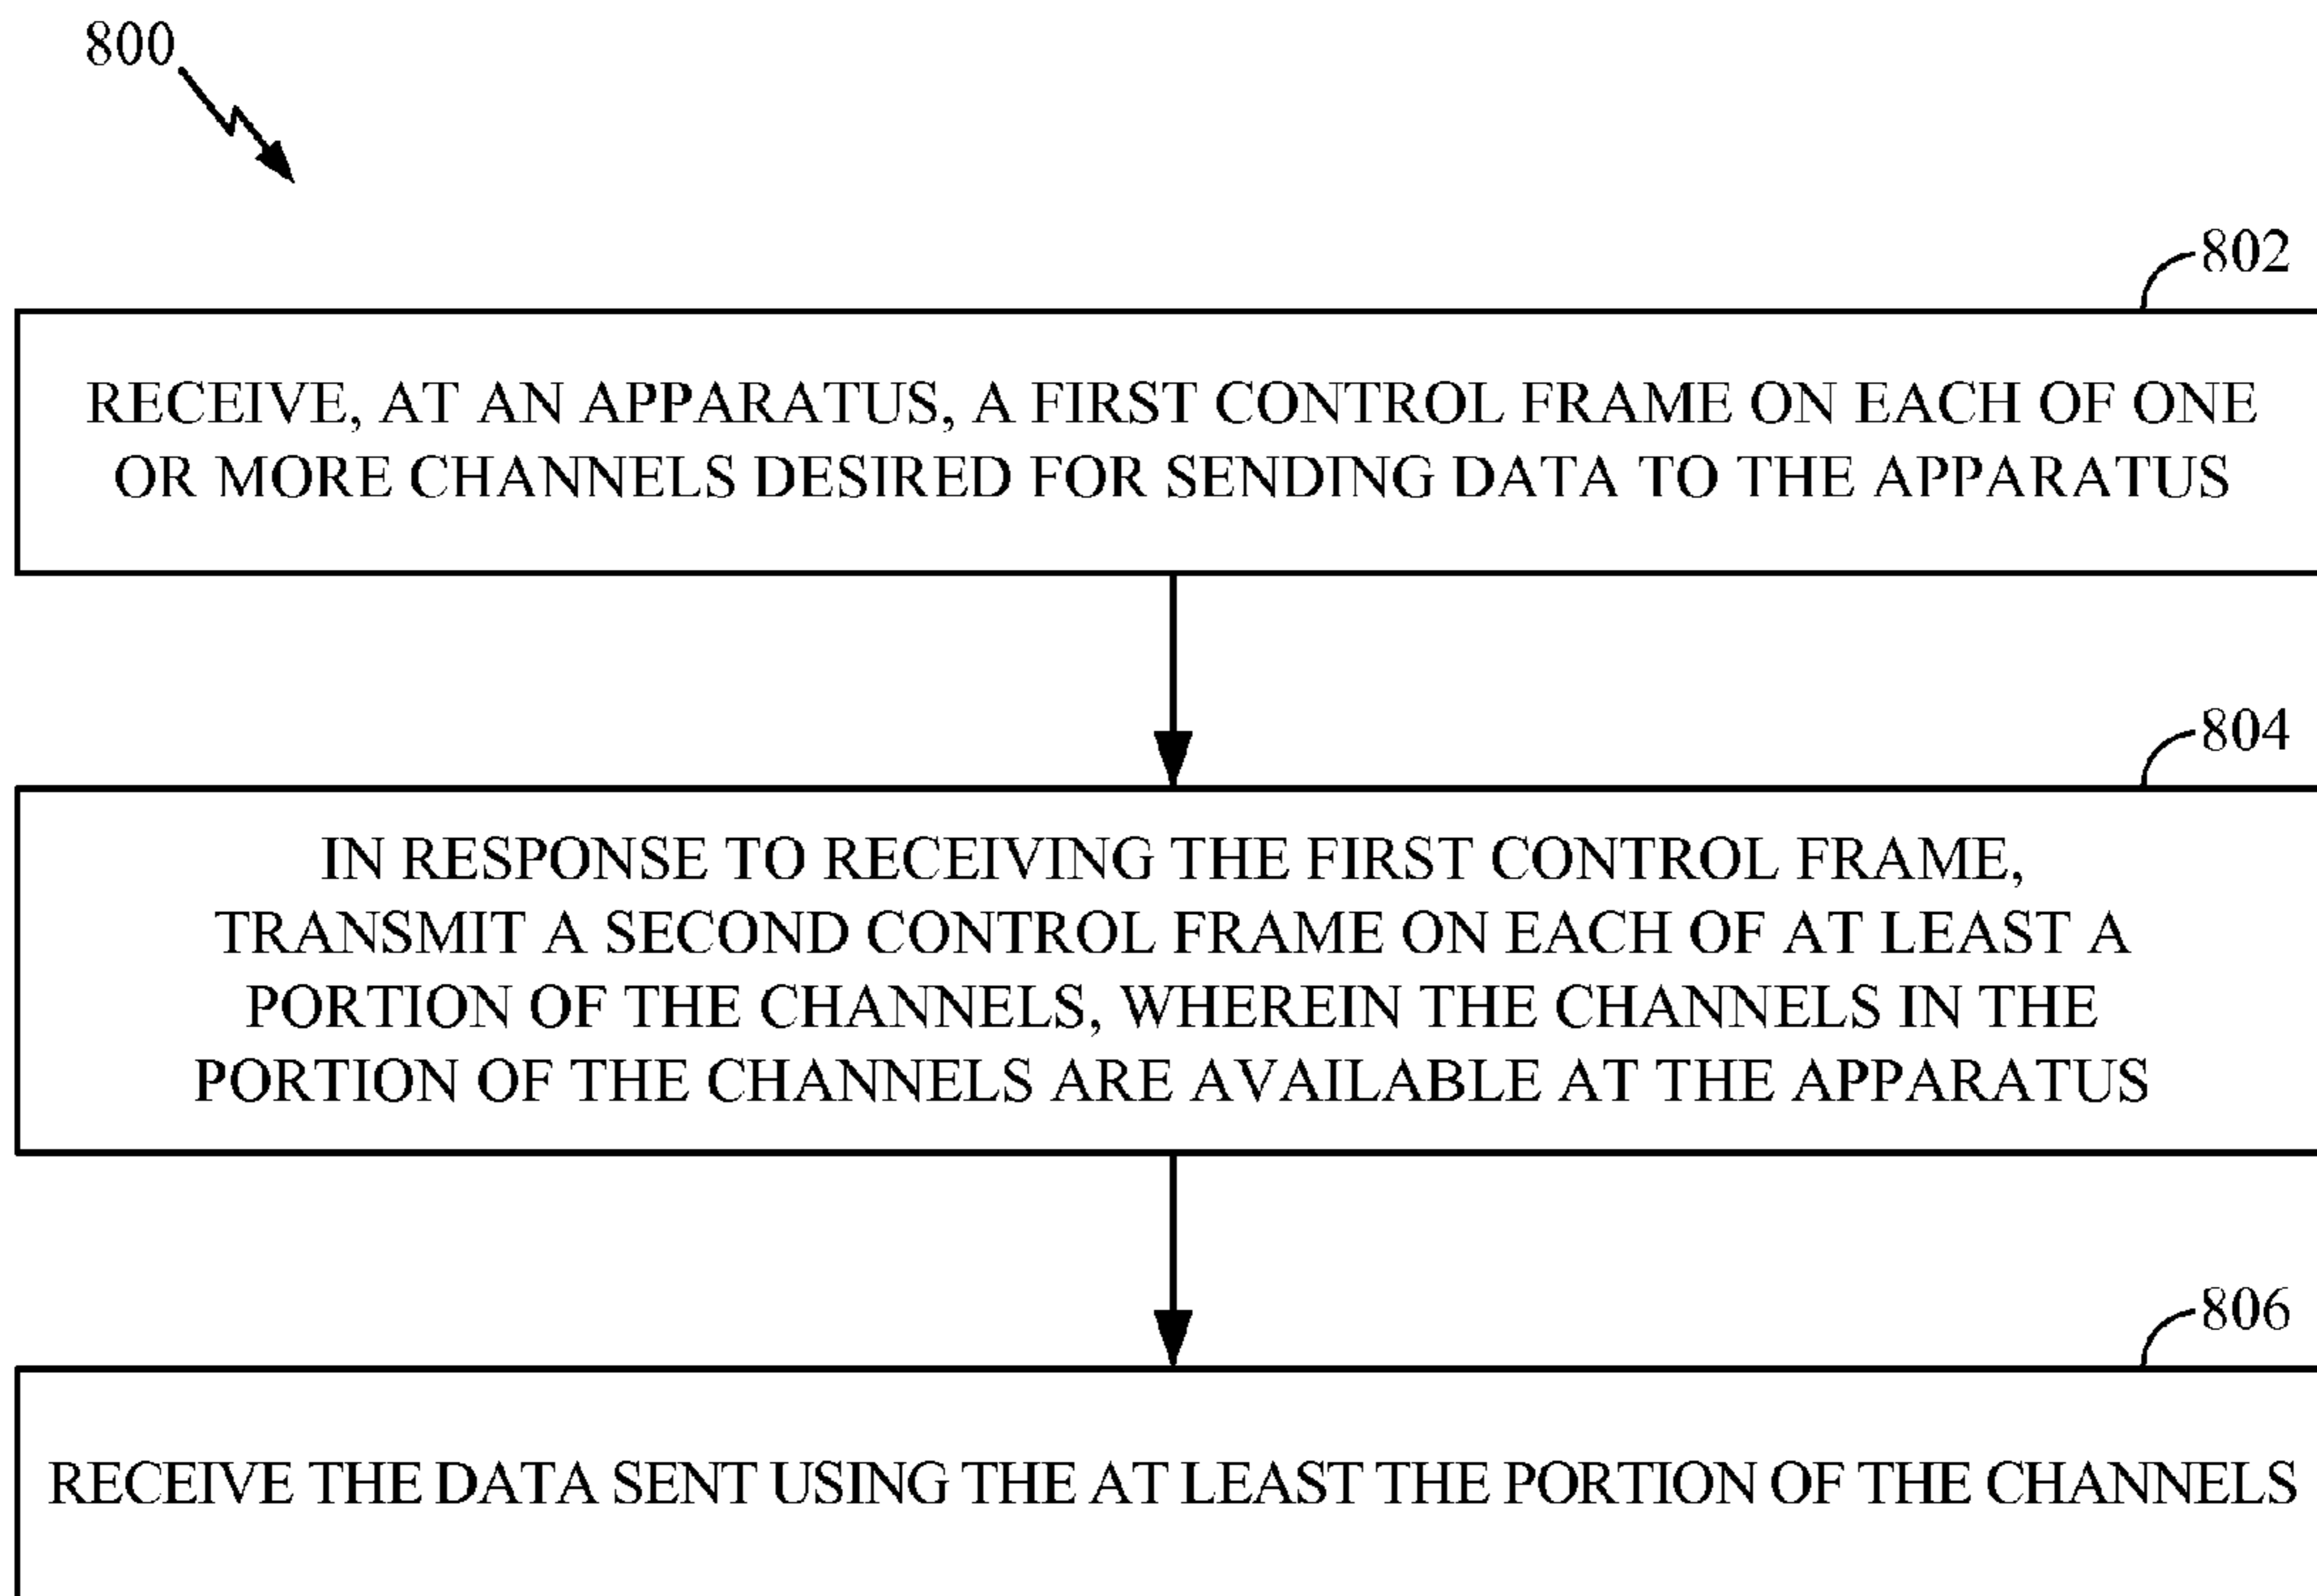 800
802
RECEIVE, AT AN APPARATUS, A FIRST CONTROL FRAME ON EACH OF ONE
OR MORE CHANNELS DESIRED FOR SENDING DATA TO THE APPARATUS
804
IN RESPONSE TO RECEIVING THE FIRST CONTROL FRAME,
TRANSMIT A SECOND CONTROL FRAME ON EACH OF AT LEAST A
PORTION OF THE CHANNELS, WHEREIN THE CHANNELS IN THE
PORTION OF THE CHANNELS ARE AVAILABLE AT THE APPARATUS
806
RECEIVE THE DATA SENT USING THE AT LEAST THE PORTION OF THE CHANNELS